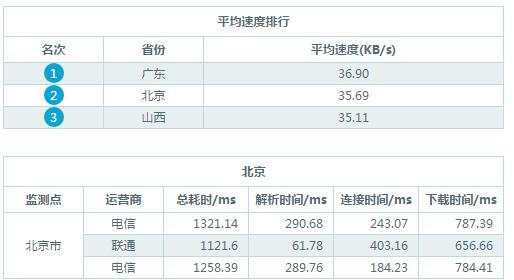 平均速度排行
名次 省份 平均速度(KB/s)
1 广东 36.90
2 北京 35.69
3 山西 35.11
北京
监测点 运营商 总耗时/ms 解析时间/ms 连接时间/ms 下载时间/ms
电信 1321.14 290.68 243.07 787.39
北京市 联通 1121.6 61.78 403.16 656.66
电信 1258.39 289.76 184.23 784.41